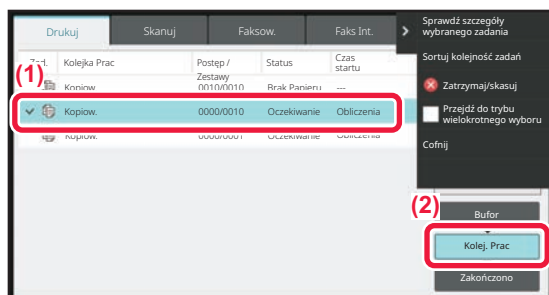 Drukuj Skanuj Faksow. Faks Int.
Zad. Kolejka Prac Postęp / Zestawy Status Czas startu
(1)
Kopiow. 0010/0010 Brak Papieru ---
Kopiow. 0000/0010 Oczekiwanie Obliczenia
Kopiow. 0000/0001 Oczekiwanie Obliczenia
Sprawdź szczegóły
wybranego zadania
Sortuj kolejność zadań
Zatrzymaj/skasuj
Przejdź do trybu
wielokrotnego wyboru
Cofnij
(2)
Bufor
Kolej. Prac
Zakończono